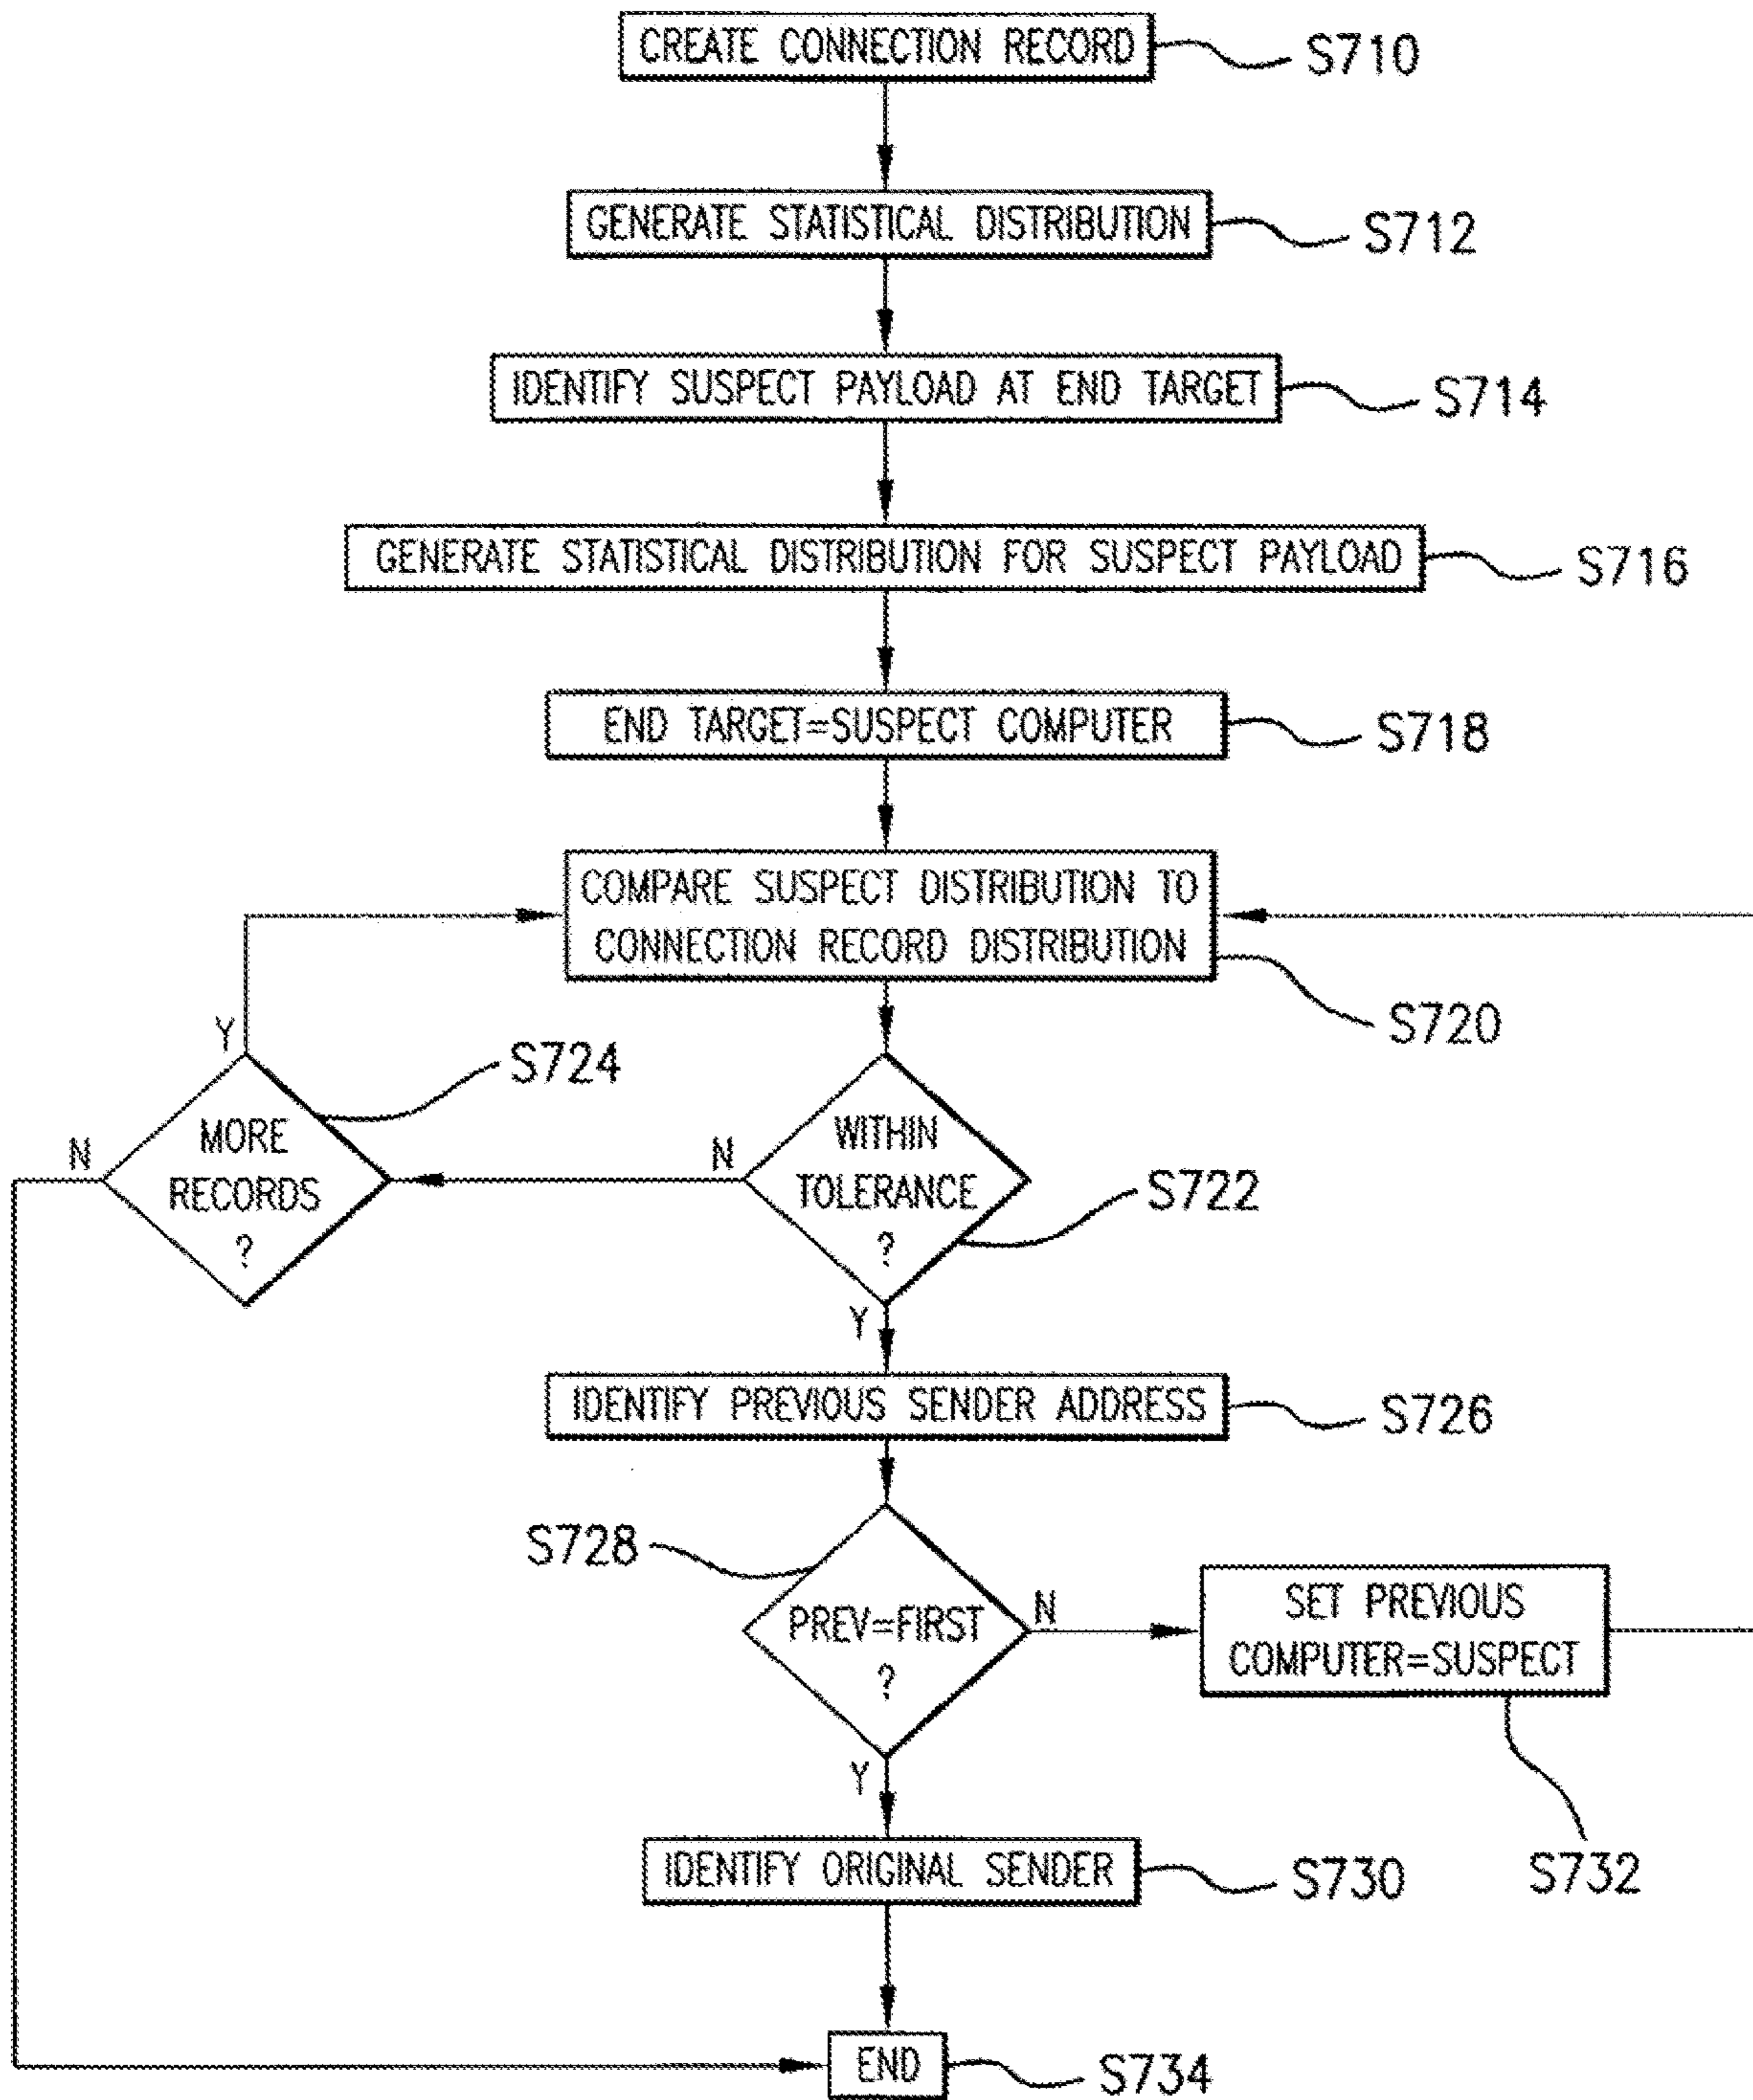 CREATE CONNECTION RECORD
S710
GENERATE STATISTICAL DISTRIBUTION
S712
IDENTIFY SUSPECT PAYLOAD AT END TARGET
S714
GENERATE STATISTICAL DISTRIBUTION FOR SUSPECT PAYLOAD
S716
END TARGET=SUSPECT COMPUTER
S718
COMPARE SUSPECT DISTRIBUTION TO
CONNECTION RECORD DISTRIBUTION
S720
Y
S724
MORE
RECORDS
?
N
N
WITHIN
TOLERANCE
?
S722
Y
IDENTIFY PREVIOUS SENDER ADDRESS
S726
S728
PREV=FIRST
?
N
SET PREVIOUS
COMPUTER=SUSPECT
S732
Y
IDENTIFY ORIGINAL SENDER
S730
END
S734